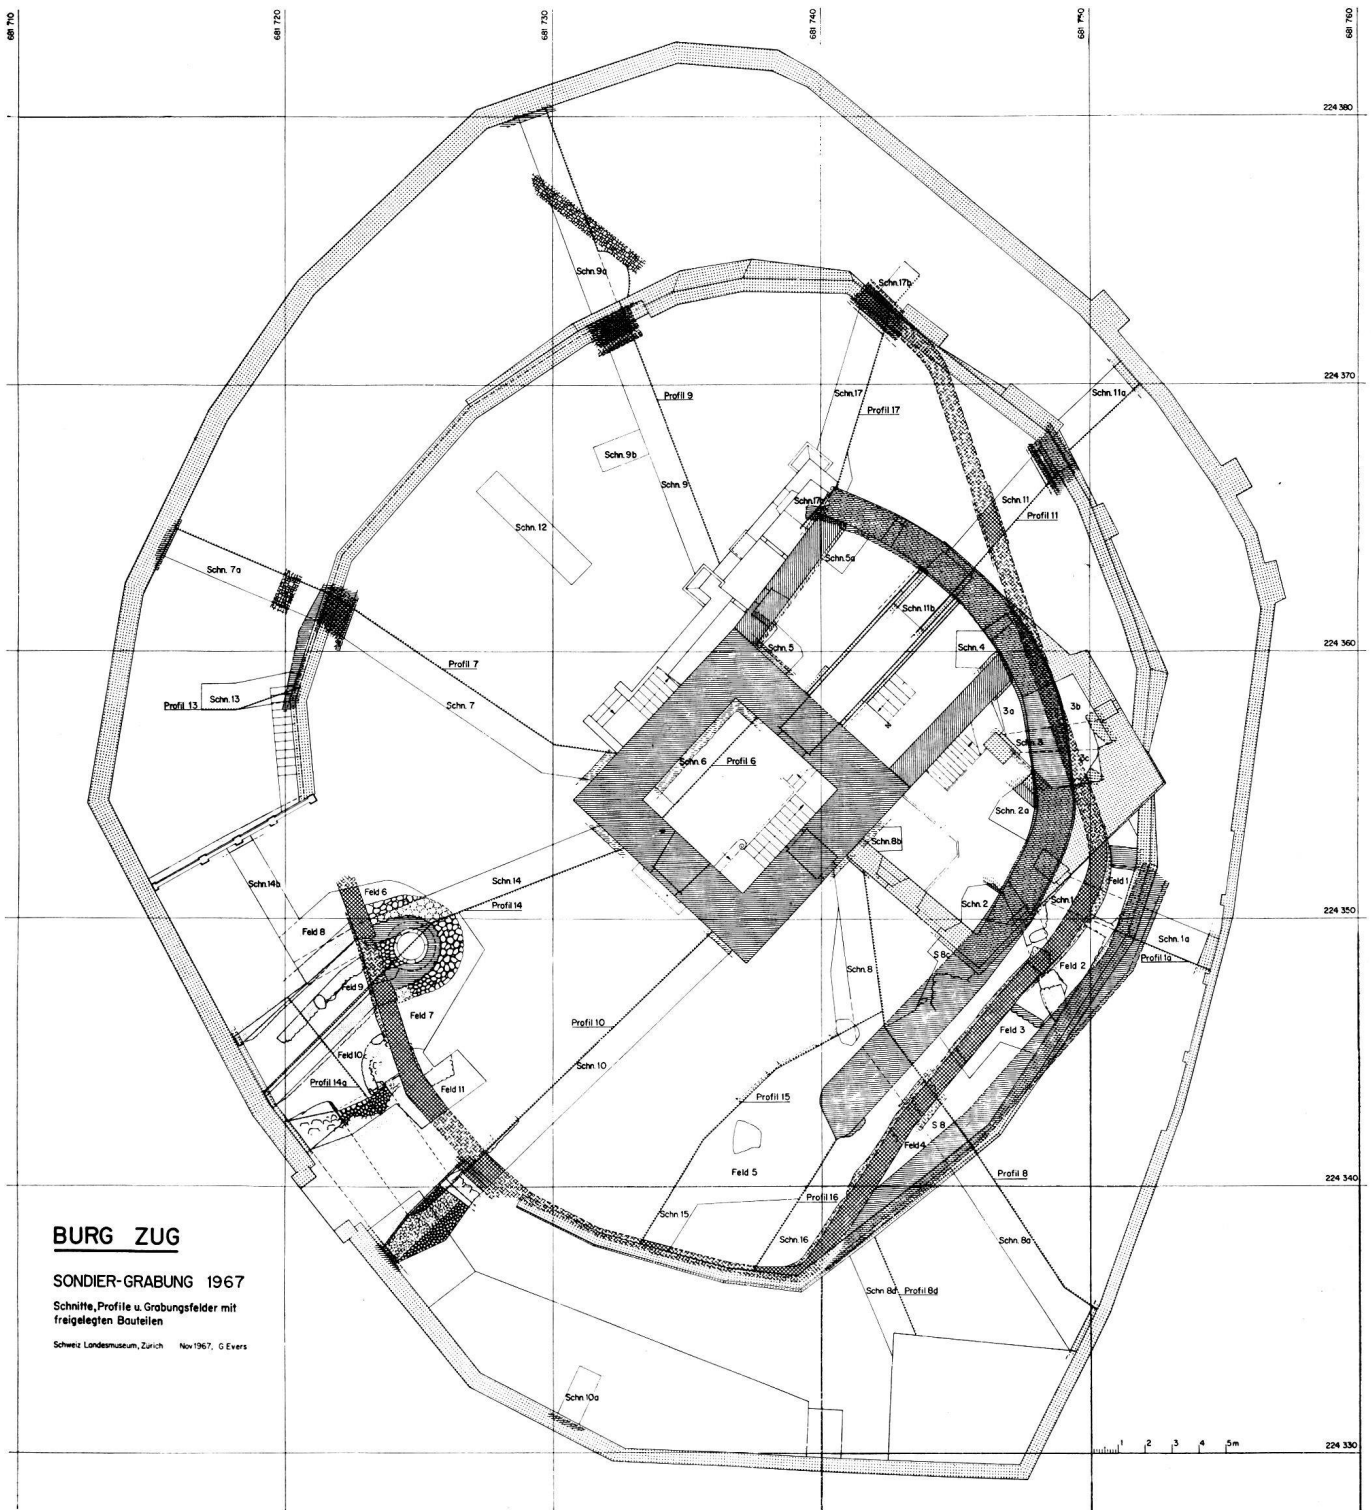 681 710
681 720
681 730
681 740
681 750
681 760
224 380
Schn. 9a
Schn. 17b
224 370
Schn. 11a
Schn. 17
Profil 9
Profil 17
Schn. 9b
Schn. 9
Schn. 11
Profil 11
Schn. 12
Schn. 5a
Schn. 7a
Schn. 11b
Schn. 5
Schn. 4
224 360
Profil 7
Schn. 13
Profil 13
Schn. 7
3a
3b
Schn. 8
3c
Schn. 6
Profil 6
Schn. 2a
Schn. 8b
Schn. 14b
Feld 6
Schn. 14
Profil 14
Feld 1
Schn. 2
Schn. 1
224 350
Feld 8
Schn. 1a
Profil 1a
S 8c
Feld 2
Schn. 8
Feld 9
Feld 7
Feld 3
Profil 10
Feld 10
Schn. 10
Profil 14a
Feld 11
Profil 15
S 8
Feld 4
Feld 5
Profil 8
224 340
Profil 16
Schn. 15
Schn. 16
Schn. 8a
Schn 8d
Profil 8d
BURG ZUG
SONDIER-GRABUNG 1967
Schnitte, Profile u. Grabungsfelder mit
freigelegten Bauteilen
Schweiz Landesmuseum, Zürich Nov 1967, G Evers
Schn. 10a
1 2 3 4 5m
224 330